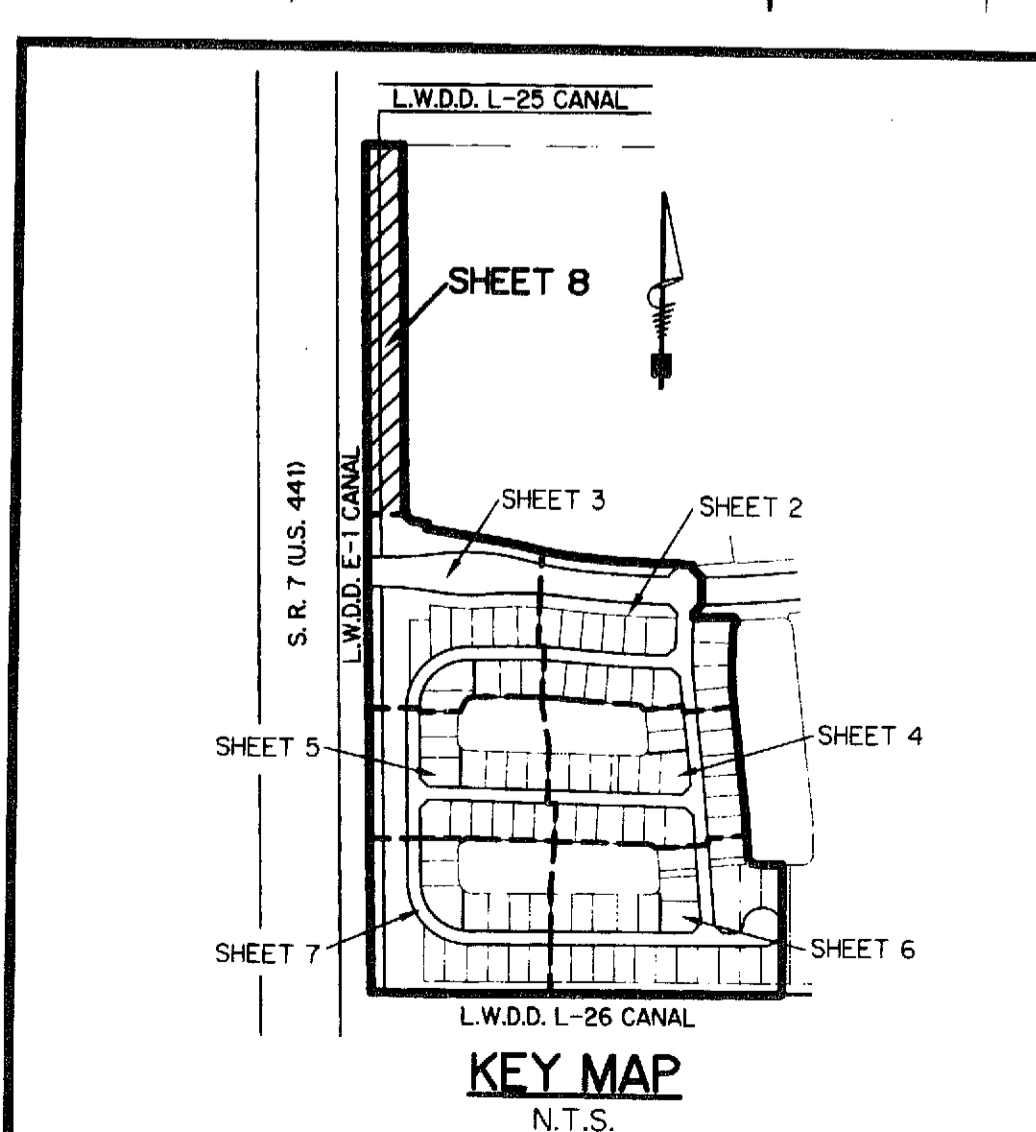 L.W.D.D. L-25 CANAL
SHEET 8
S. R. 7 (U.S. 441)
L.W.D.D. E-1 CANAL
SHEET 3
SHEET 2
SHEET 5
SHEET 4
SHEET 7
SHEET 6
L.W.D.D. L-26 CANAL
KEY MAP
N.T.S.